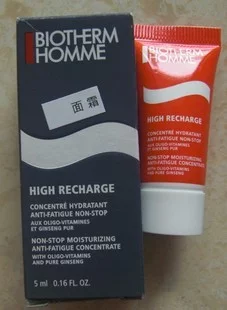 BIOTHERM
HOMME
面霜
HIGH RECHARGE
CONCENTRÉ HYDRATANT
ANTI-FATIGUE NON-STOP
AUX OLIGO-VITAMINES
ET GINSENG PUR
NON-STOP MOISTURIZING
ANTI-FATIGUE CONCENTRATE
WITH OLIGO-VITAMINS
AND PURE GINSENG
5 ml 0.16 FL. OZ.
BIOTHERM
HOMME
HIGH RECHARGE
CONCENTRÉ HYDRATANT
ANTI-FATIGUE NON-STOP
AUX OLIGO-VITAMINES
ET GINSENG PUR
NON-STOP MOISTURIZING
ANTI-FATIGUE CONCENTRATE
WITH OLIGO-VITAMINS
AND PURE GINSENG